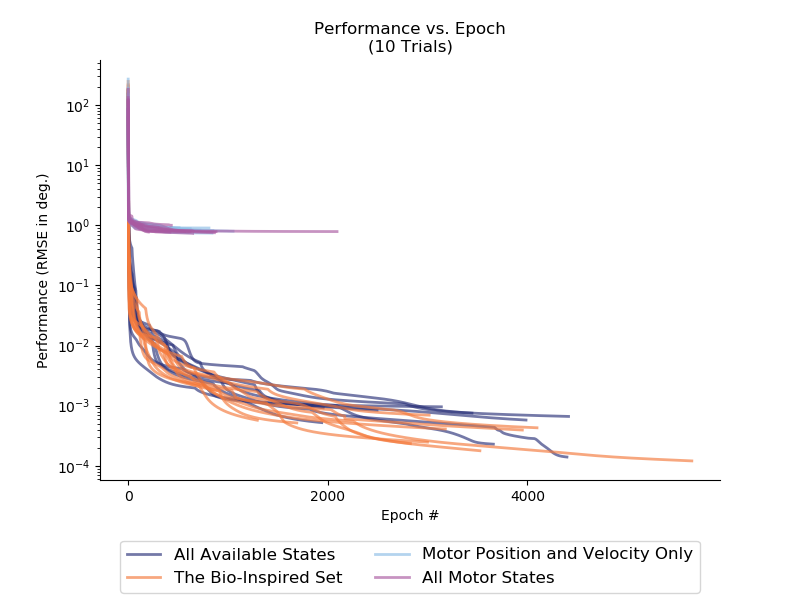 Performance vs. Epoch
(10 Trials)
Performance (RMSE in deg.)
10²
10¹
10⁰
10⁻¹
10⁻²
10⁻³
10⁻⁴
0 2000 4000
Epoch #
All Available States Motor Position and Velocity Only
The Bio-Inspired Set All Motor States